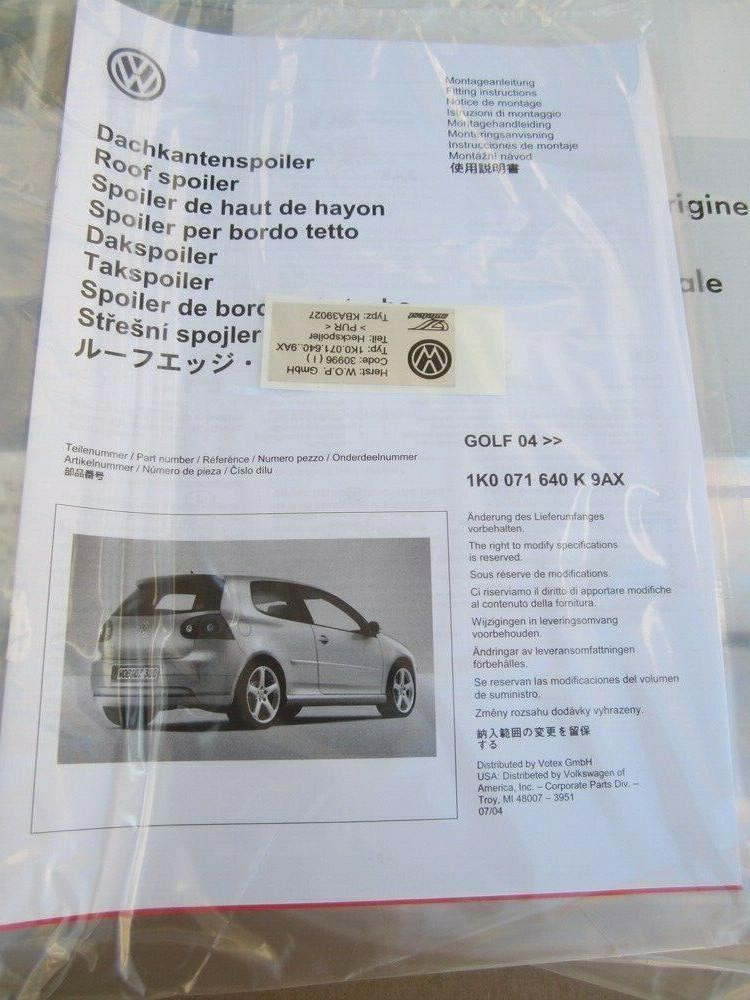 Montageanleitung
Fitting instructions
Notice de montage
Istruzioni di montaggio
Montagehandleiding
Monteringsanvisning
Instrucciones de montaje
Montážní návod
使用説明書
Dachkantenspoiler
Roof spoiler
Spoiler de haut de hayon
Spoiler per bordo tetto
Dakspoiler
Takspoiler
Spoiler de bord
Střešní spojler
ルーフエッジ・
rigine
ale
Herst: W.O.P. GmbH
Code: 30996 ( I )
Typ: 1K0.071.640..9AX
Teil: Heckspoiler
> PUR <
Typz: KBA39027
Teilenummer / Part number / Référence / Numero pezzo / Onderdeelnummer
Artikelnummer / Número de pieza / Číslo dílu
部品番号
GOLF 04 >>
1K0 071 640 K 9AX
Änderung des Lieferumfanges
vorbehalten.
The right to modify specifications
is reserved.
Sous réserve de modifications.
Ci riserviamo il diritto di apportare modifiche
al contenuto della fornitura.
Wijzigingen in leveringsomvang
voorbehouden.
Ändringar av leveransomfattningen
förbehålles.
Se reservan las modificaciones del volumen
de suministro.
Změny rozsahu dodávky vyhrazeny.
納入範囲の変更を留保
する
Distributed by Votex GmbH
USA: Distribeted by Volkswagen of
America, Inc. – Corporate Parts Div. –
Troy, MI 48007 – 3951
07/04